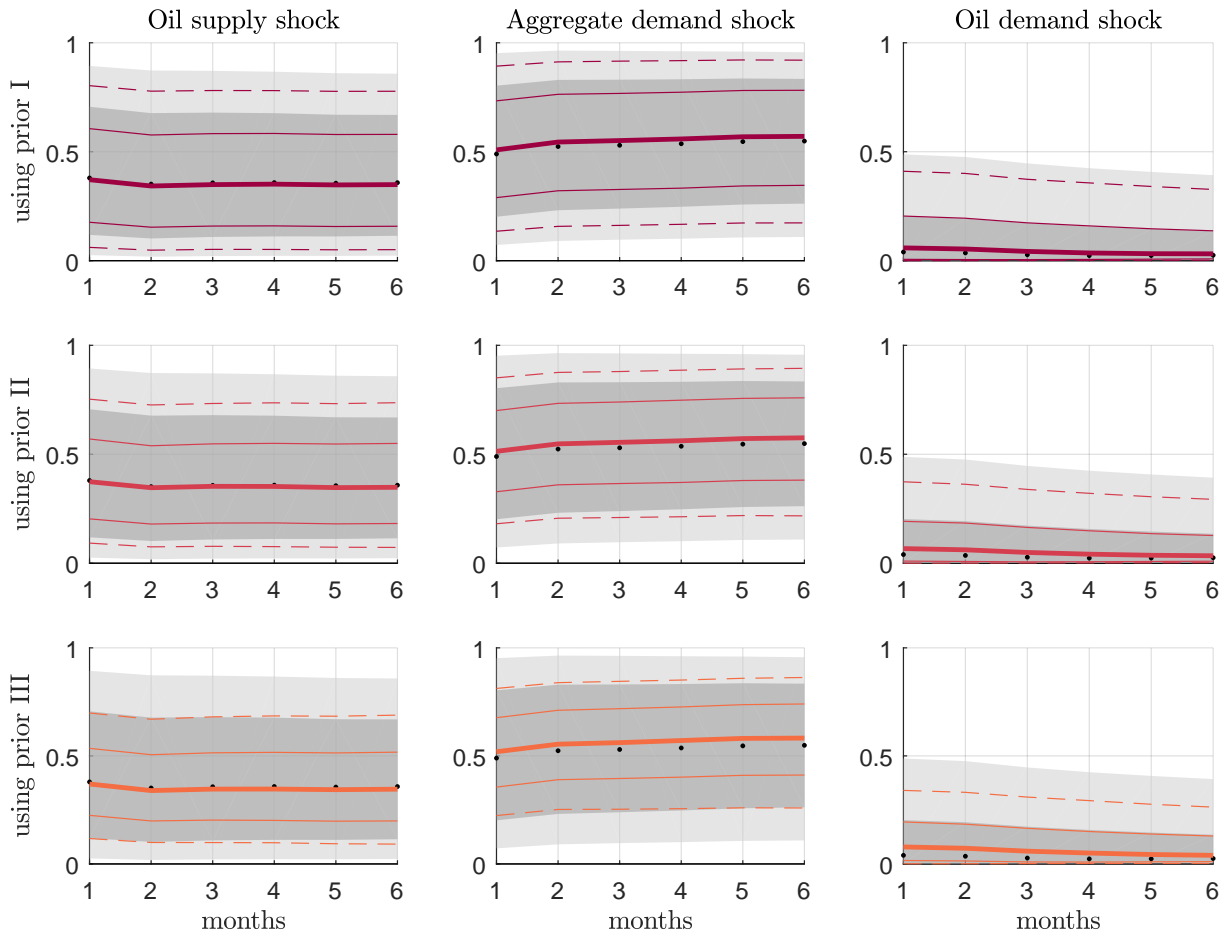 Oil supply shock
Aggregate demand shock
Oil demand shock
using prior I
1
0.5
0
1 2 3 4 5 6
1
0.5
0
1 2 3 4 5 6
1
0.5
0
1 2 3 4 5 6
using prior II
1
0.5
0
1 2 3 4 5 6
1
0.5
0
1 2 3 4 5 6
1
0.5
0
1 2 3 4 5 6
using prior III
1
0.5
0
1 2 3 4 5 6
months
1
0.5
0
1 2 3 4 5 6
months
1
0.5
0
1 2 3 4 5 6
months